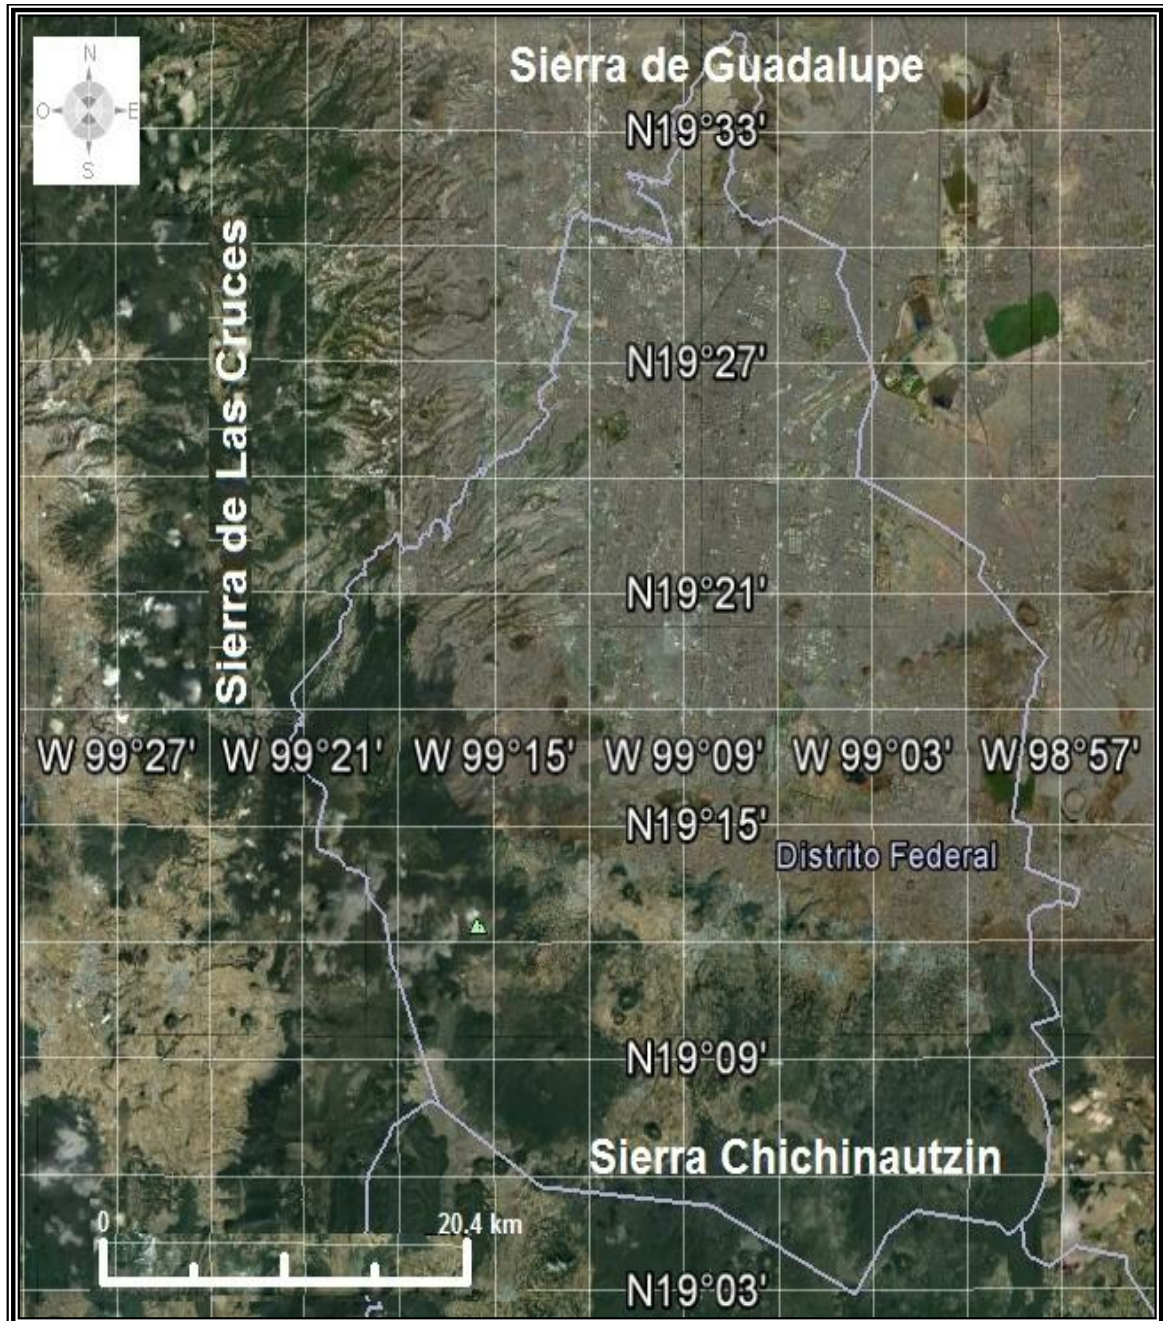 N
O E
S
Sierra de Guadalupe
N19°33'
Sierra de Las Cruces
N19°27'
N19°21'
W 99°27' W 99°21' W 99°15' W 99°09' W 99°03' W 98°57'
N19°15'
Distrito Federal
N19°09'
Sierra Chichinautzin
0 20.4 km
N19°03'